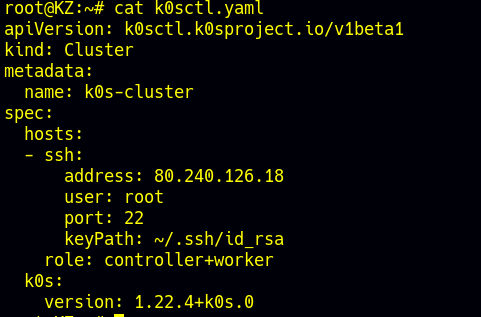 root@KZ:~# cat k0sctl.yaml
apiVersion: k0sctl.k0sproject.io/v1beta1
kind: Cluster
metadata:
  name: k0s-cluster
spec:
  hosts:
  - ssh:
      address: 80.240.126.18
      user: root
      port: 22
      keyPath: ~/.ssh/id_rsa
    role: controller+worker
  k0s:
    version: 1.22.4+k0s.0